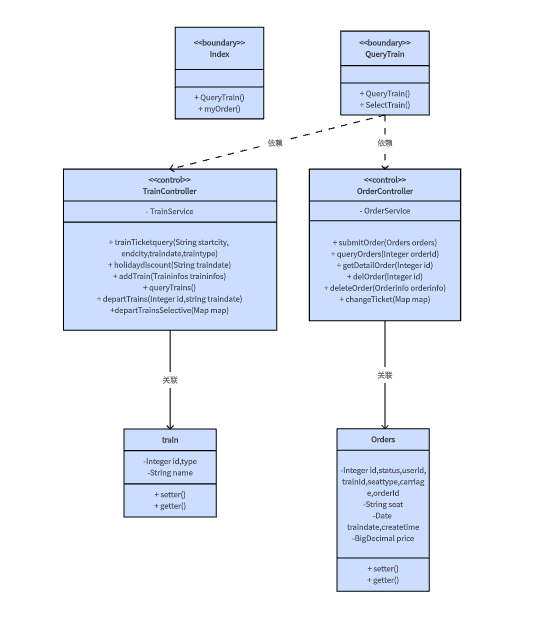 <<boundary>>
Index
+ QueryTrain()
+ myOrder()
<<boundary>>
QueryTrain
+ QueryTrain()
+ SelectTrain()
依赖
依赖
<<control>>
TrainController
- TrainService
+ trainTicketquery(String startcity,
endcity,traindate,traintype)
+ holidaydiscount(String traindate)
+ addTrain(Traininfos traininfos)
+ queryTrains()
+ departTrains(Integer id,string traindate)
+departTrainsSelective(Map map)
<<control>>
OrderController
- OrderService
+ submitOrder(Orders orders)
+ queryOrders(Integer orderId)
+ getDetailOrder(Integer id)
+ delOrder(Integer id)
+ deleteOrder(Orderinfo orderinfo)
+ changeTicket(Map map)
关联
关联
train
-Integer id,type
-String name
+ setter()
+ getter()
Orders
-Integer id,status,userId,
trainId,seattype,carriag
e,orderId
-String seat
-Date
traindate,createtime
-BigDecimal price
+ setter()
+ getter()